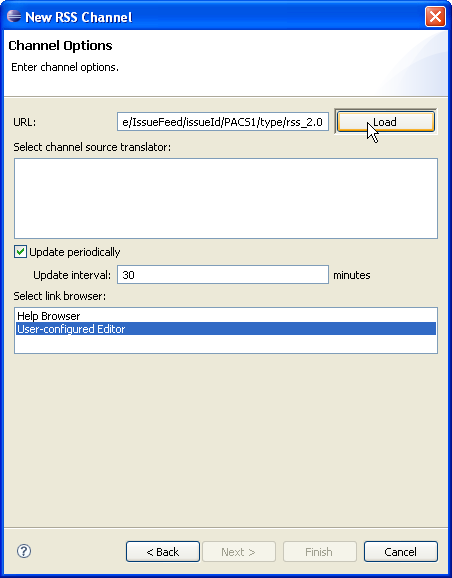 New RSS Channel
Channel Options
Enter channel options.
URL: e/IssueFeed/issueId/PACS1/type/rss_2.0 Load
Select channel source translator:
Update periodically
Update interval: 30 minutes
Select link browser:
Help Browser
User-configured Editor
? < Back Next > Finish Cancel